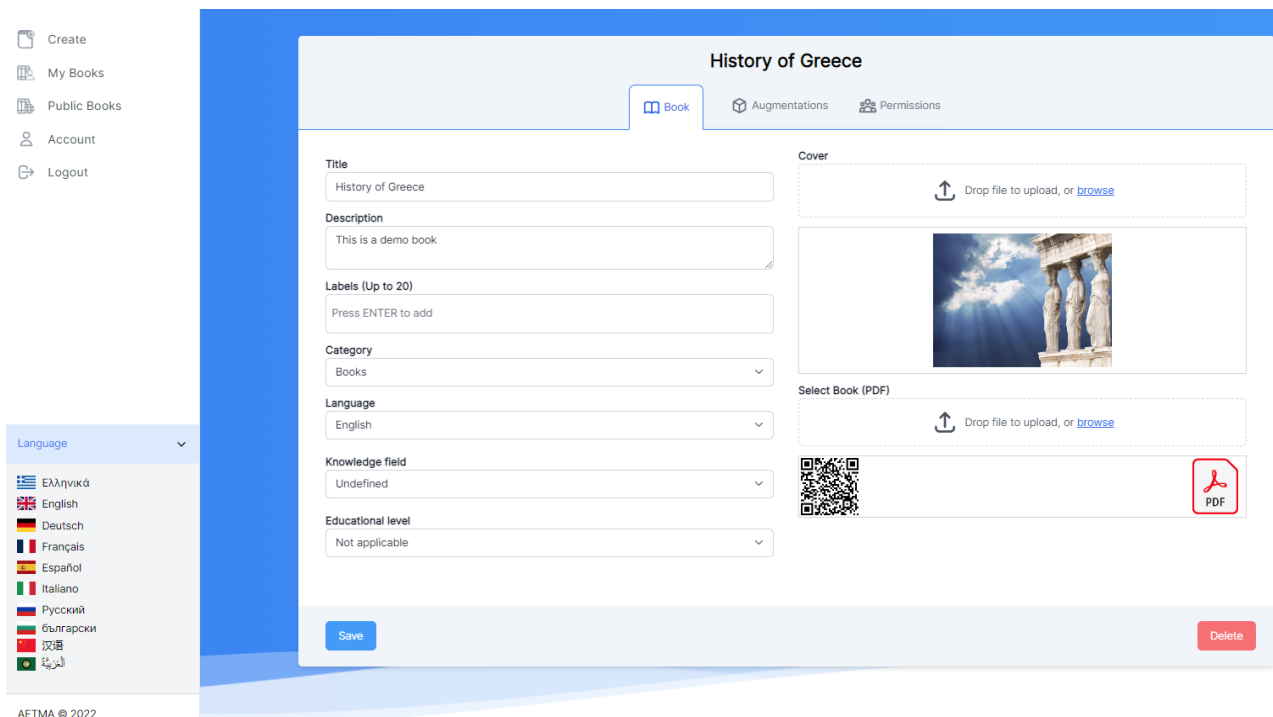 Create
My Books
Public Books
Account
Logout
Language
Ελληνικά
English
Deutsch
Français
Español
Italiano
Русский
български
汉语
اَلْعَرَبِيَّةُ
AETMA © 2022
History of Greece
Book
Augmentations
Permissions
Title
History of Greece
Description
This is a demo book
Labels (Up to 20)
Press ENTER to add
Category
Books
Language
English
Knowledge field
Undefined
Educational level
Not applicable
Cover
Drop file to upload, or browse
Select Book (PDF)
Drop file to upload, or browse
PDF
Save
Delete